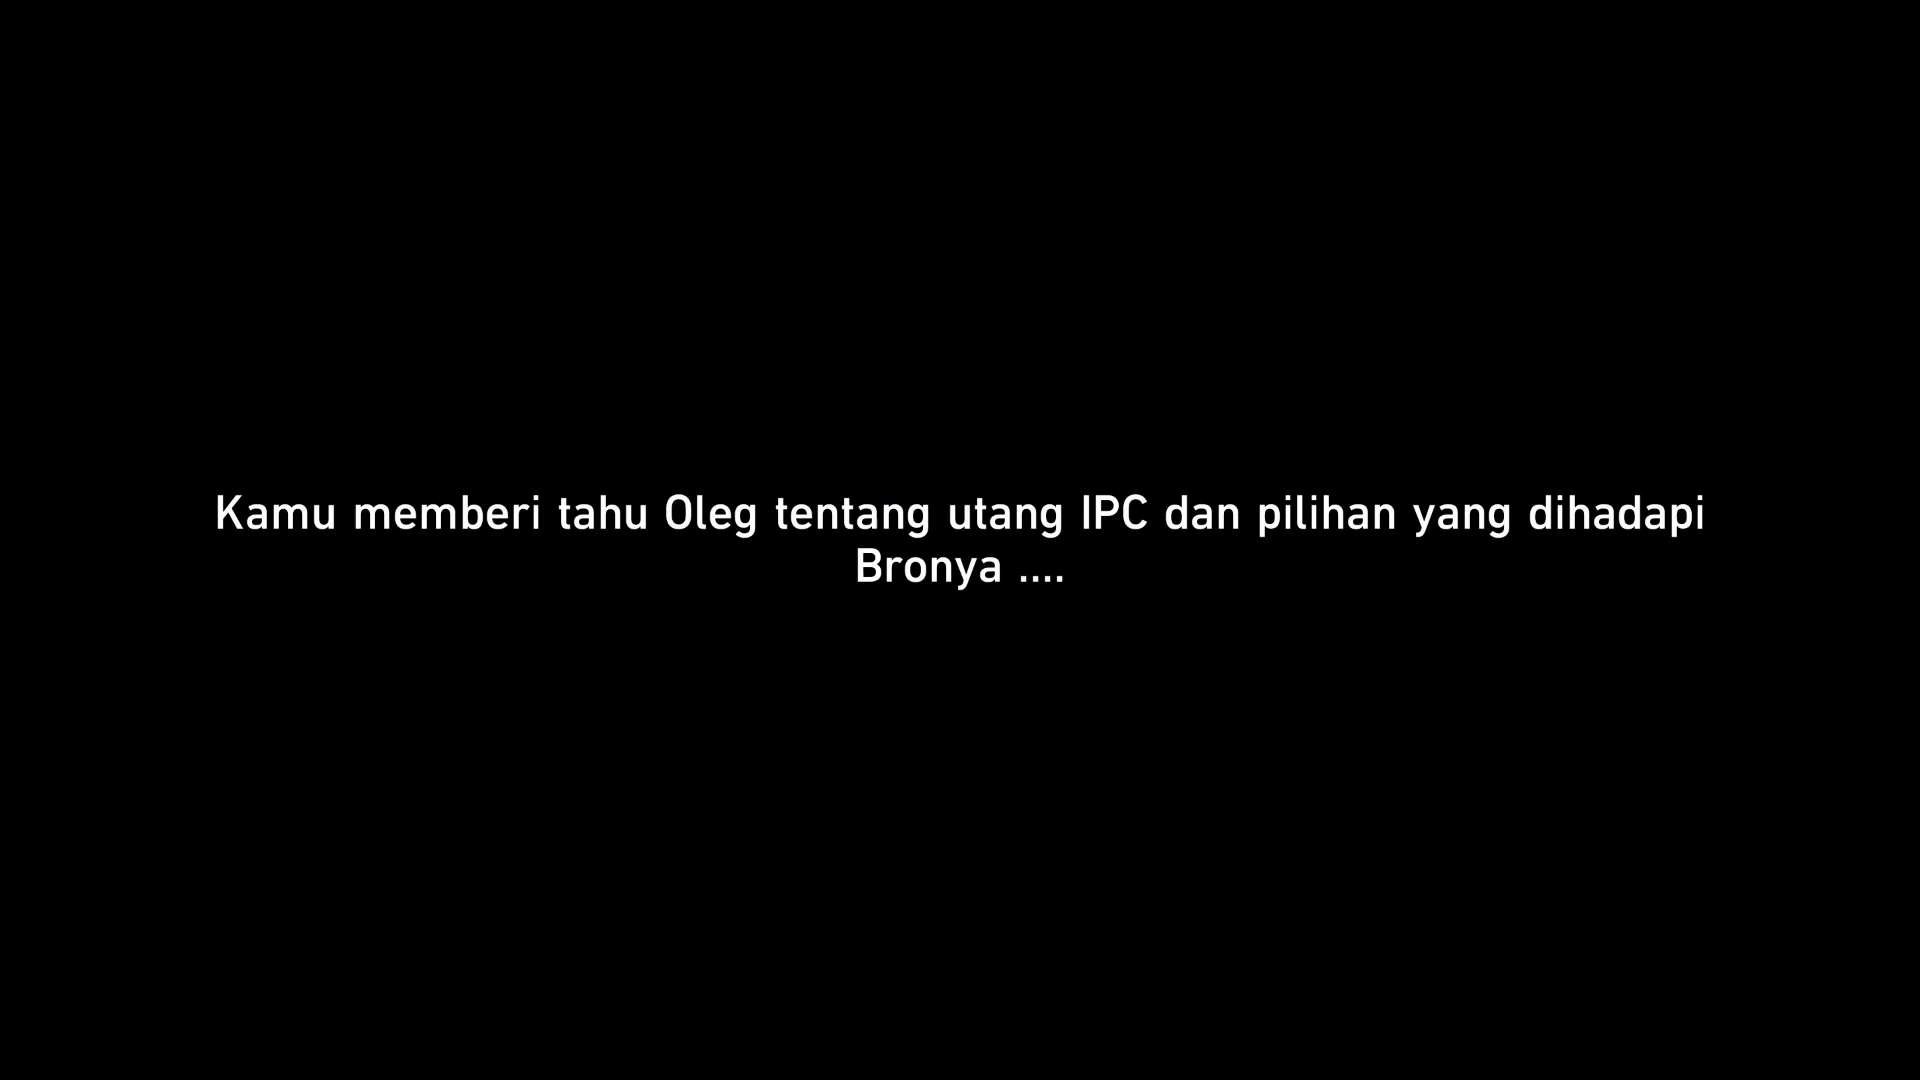 Kamu memberi tahu Oleg tentang utang IPC dan pilihan yang dihadapi
Bronya ....